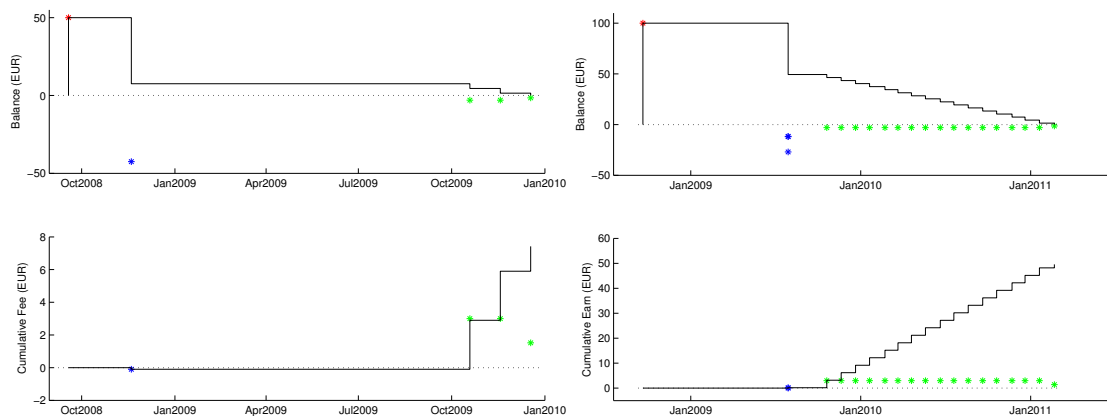 50
0
−50
Balance (EUR)
Oct2008 Jan2009 Apr2009 Jul2009 Oct2009 Jan2010
100
50
0
−50
Balance (EUR)
Jan2009 Jan2010 Jan2011
8
6
4
2
0
−2
Cumulative Fee (EUR)
Oct2008 Jan2009 Apr2009 Jul2009 Oct2009 Jan2010
60
50
40
30
20
10
0
Cumulative Earn (EUR)
Jan2009 Jan2010 Jan2011